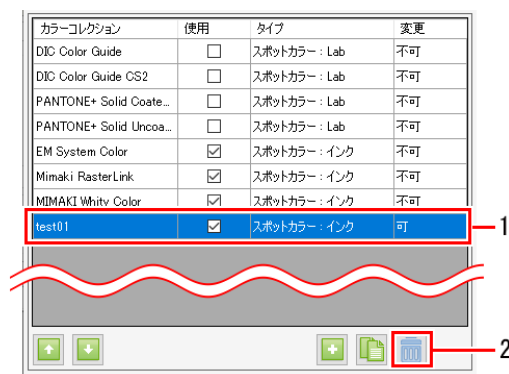 カラーコレクション 使用 タイプ 変更
DIC Color Guide スポットカラー：Lab 不可
DIC Color Guide CS2 スポットカラー：Lab 不可
PANTONE+ Solid Coate... スポットカラー：Lab 不可
PANTONE+ Solid Uncoa... スポットカラー：Lab 不可
EM System Color スポットカラー：インク 不可
Mimaki RasterLink スポットカラー：インク 不可
MIMAKI Whity Color スポットカラー：インク 不可
test01 スポットカラー：インク 可 1
2